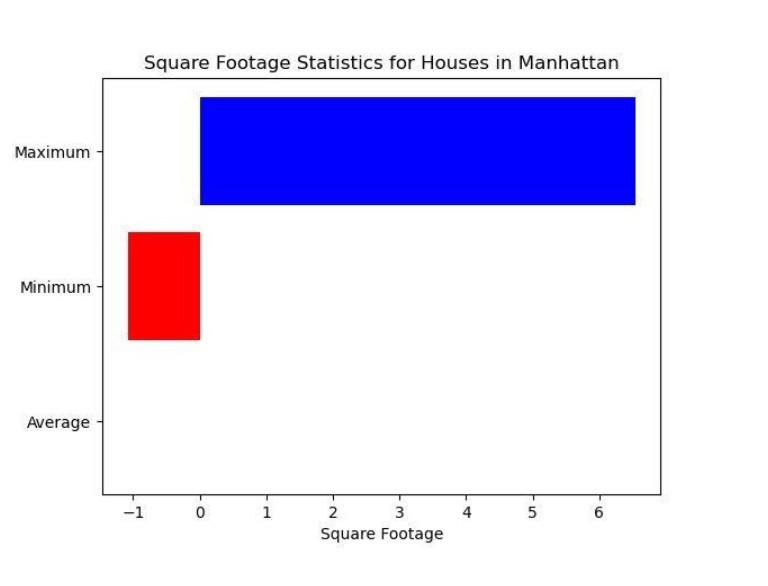 Square Footage Statistics for Houses in Manhattan
Maximum
Minimum
Average
−1 0 1 2 3 4 5 6
Square Footage